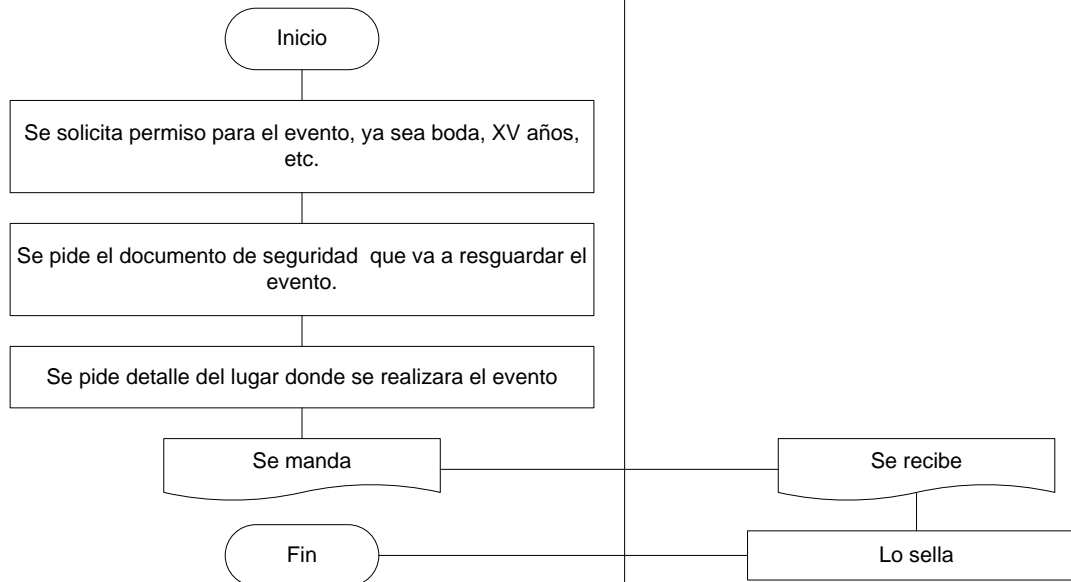 Inicio
Se solicita permiso para el evento, ya sea boda, XV años,
etc.
Se pide el documento de seguridad  que va a resguardar el
evento.
Se pide detalle del lugar donde se realizara el evento
Se manda
Se recibe
Lo sella
Fin